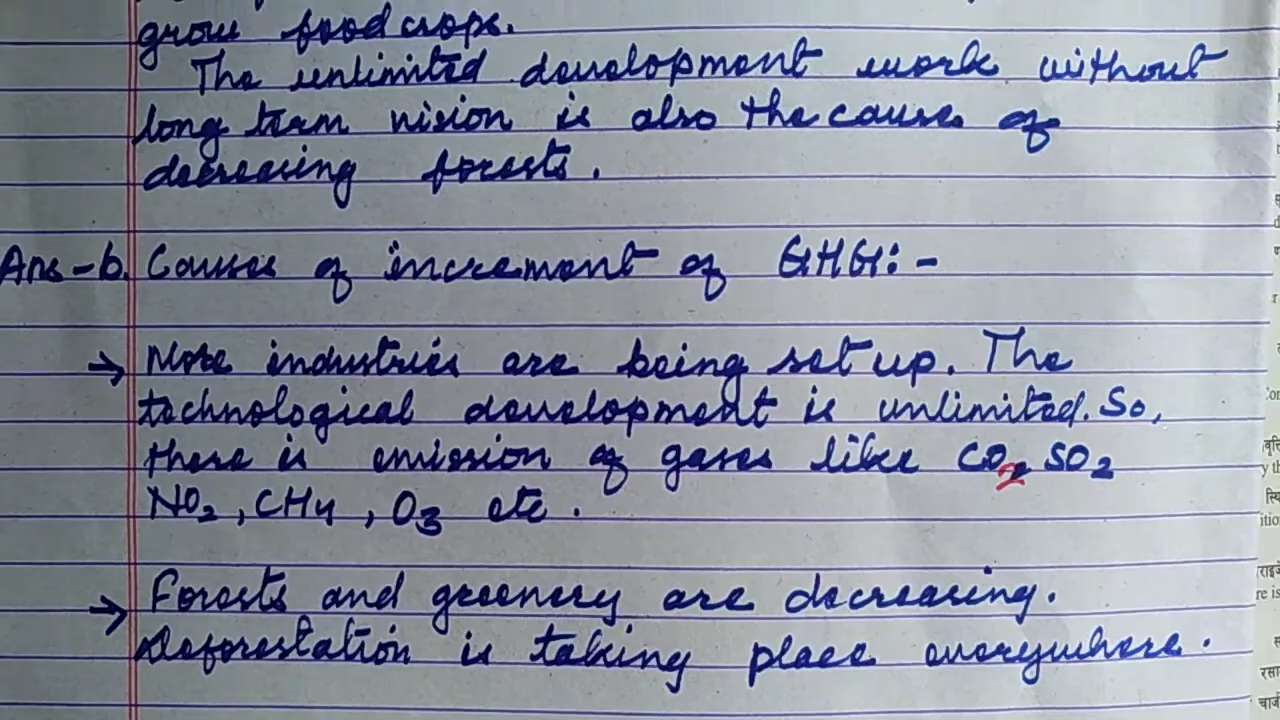 grow food crops.
The unlimited development work without
long term vision is also the causes of
decreasing forests.
Ans-b. Causes of increment of GHG:-
→ More industries are being set up. The
technological development is unlimited. So,
there is emission of gases like CO2 SO2
NO2, CH4, O3 etc.
→ Forests and greenery are decreasing.
Deforestation is taking place everywhere.